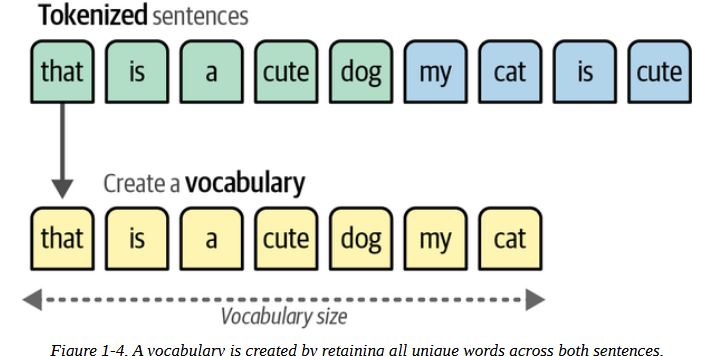 Tokenized sentences
that is a cute dog my cat is cute
Create a vocabulary
that is a cute dog my cat
Vocabulary size
Figure 1-4. A vocabulary is created by retaining all unique words across both sentences.